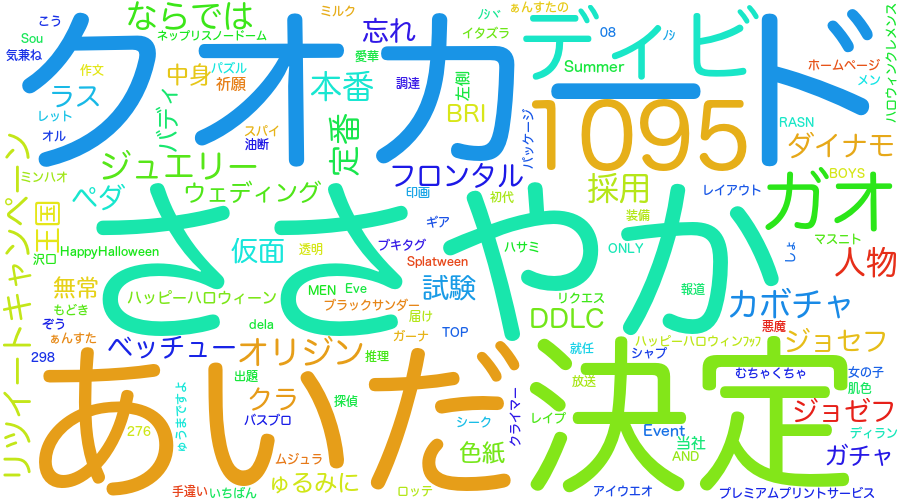 クオカード
ささやか
あいだ
決定
ディビ
1095
ならでは
忘れ
本番
中身
ラス
バディ
定番
ジュエリー
フロンタル
ウェディング
ペダ
仮面
王国
リツイートキャンペーン
無常
試験
採用
ダイナモ
ガオ
人物
カボチャ
DDLC
BRI
ベッチュー
オリジン
クラ
ゆるみに
色紙
ジョセフ
ジョゼフ
ガチャ
こう
Sou
気兼ね
作文
レット
オル
ミンハオ
ネップリスノードーム
パズル
祈願
スパイ
油断
ミルク
愛華
調達
左側
イタズラ
ぁんすたの
08
Summer
パッケージ
ホームページ
メン
ハロウィンクレメンス
RASN
BOYS
レイアウト
マスニト
しょ
装備
ONLY
初代
印画
ギア
ハサミ
ブキタグ
Splatween
透明
HappyHalloween
沢口
もどき
ぞう
ぁんすた
298
276
ハッピーハロウィーン
MEN
Eve
ブラックサンダー
届け
dela
ガーナ
TOP
リクエス
報道
悪魔
ハッピーハロウィンフｯﾌ
推理
就任
シャプ
むちゃくちゃ
女の子
肌色
ディラン
出題
探偵
バスプロ
シーク
クライマー
レイプ
放送
Event
当社
AND
ムジュラ
手違い
いちばん
ゅうまですよ
ロッテ
アイウエオ
プレミアムプリントサービス